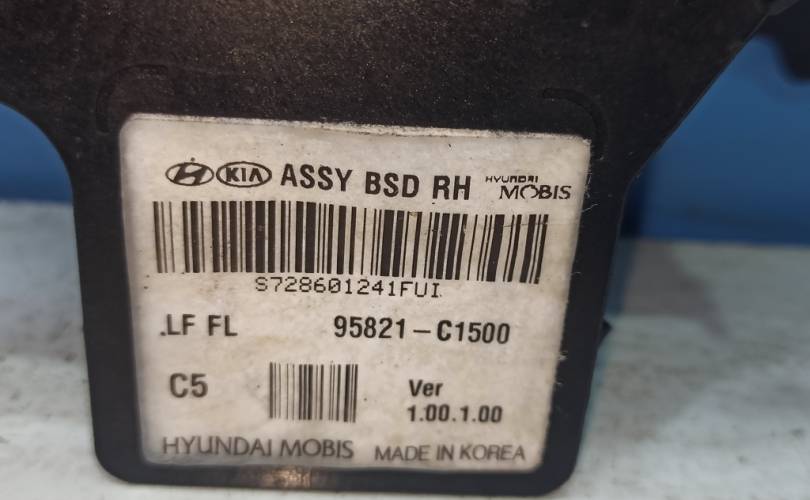 KIA ASSY BSD RH HYUNDAI MOBIS
S728601241FUI
.LF FL 95821-C1500
C5 Ver 1.00.1.00
HYUNDAI MOBIS MADE IN KOREA